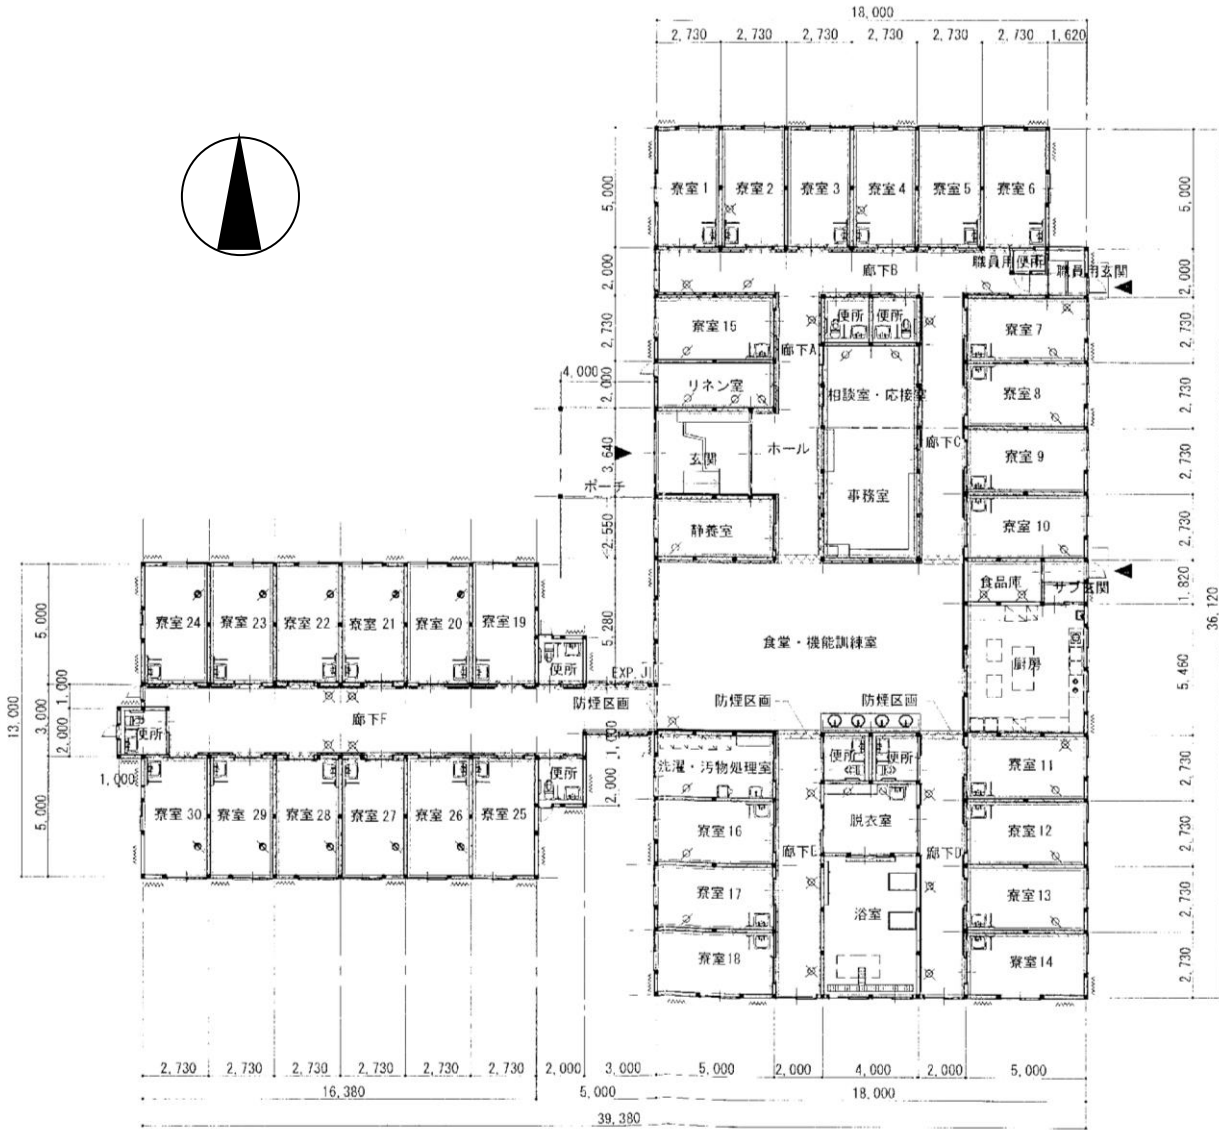 18,000
2,730
2,730
2,730
2,730
2,730
2,730
1,620
寮室1
寮室2
寮室3
寮室4
寮室5
寮室6
5,000
5,000
職員用便所
職員用玄関
廊下B
2,000
2,000
寮室15
便所
便所
寮室7
2,730
2,730
廊下A
4,000
リネン室
相談室・応接室
寮室8
2,000
2,730
ホール
廊下C
玄関
寮室9
3,640
2,730
ポーチ
事務室
静養室
寮室10
2,550
2,730
食品庫
サブ玄関
1,820
36,120
寮室24
寮室23
寮室22
寮室21
寮室20
寮室19
5,000
5,280
食堂・機能訓練室
厨房
5,460
便所
EXP.J
1,000
防煙区画
防煙区画
防煙区画
13,000
3,000
2,000
便所
廊下F
1,000
洗濯・汚物処理室
便所
便所
寮室11
2,730
1,000
便所
2,000
寮室30
寮室29
寮室28
寮室27
寮室26
寮室25
5,000
脱衣室
寮室16
寮室12
2,730
廊下E
廊下D
寮室17
浴室
寮室13
2,730
寮室18
寮室14
2,730
2,730
2,730
2,730
2,730
2,730
2,730
2,000
3,000
5,000
2,000
4,000
2,000
5,000
16,380
5,000
18,000
39,380